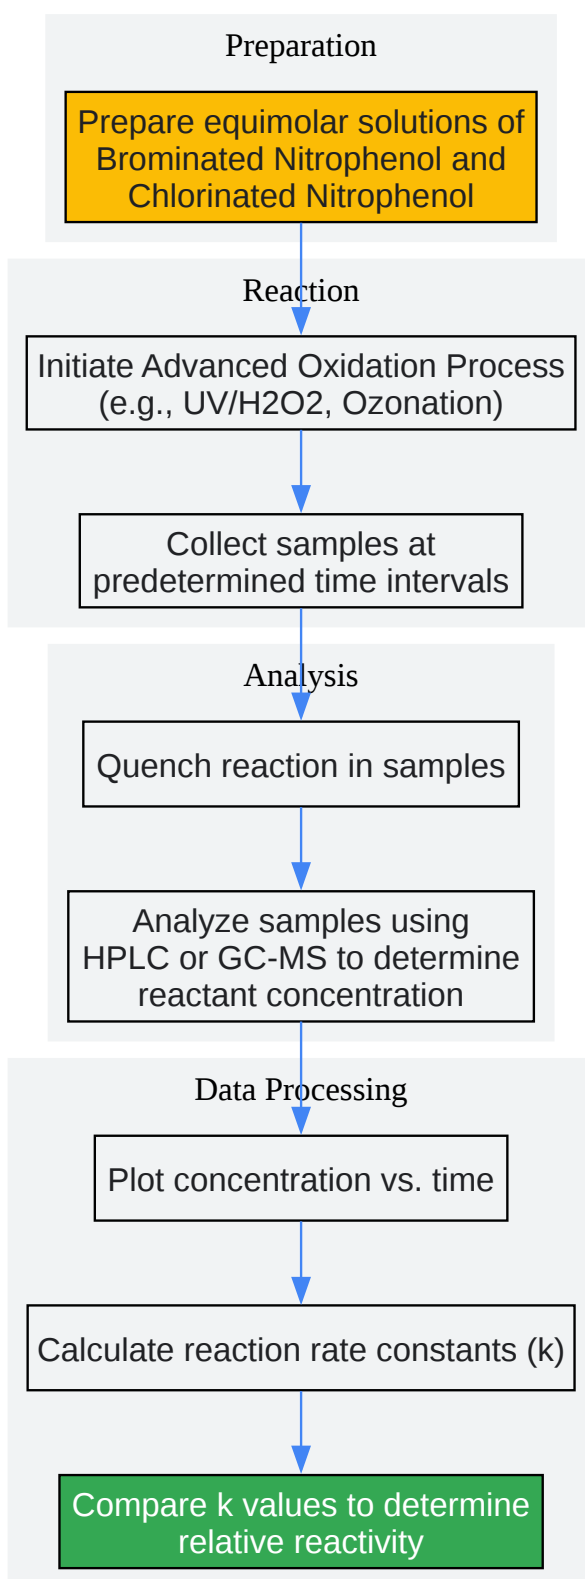 Preparation
Prepare equimolar solutions of
Brominated Nitrophenol and
Chlorinated Nitrophenol
Reaction
Initiate Advanced Oxidation Process
(e.g., UV/H2O2, Ozonation)
Collect samples at
predetermined time intervals
Analysis
Quench reaction in samples
Analyze samples using
HPLC or GC-MS to determine
reactant concentration
Data Processing
Plot concentration vs. time
Calculate reaction rate constants (k)
Compare k values to determine
relative reactivity